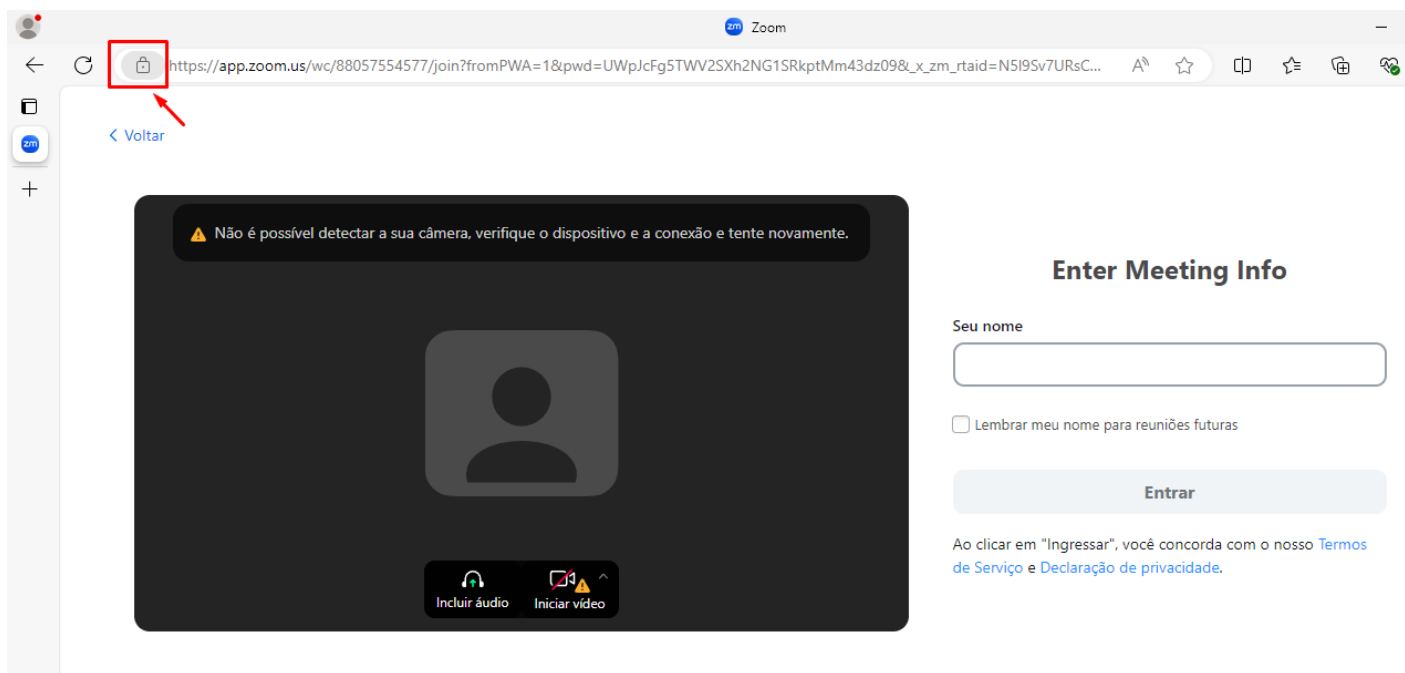 zm Zoom
https://app.zoom.us/wc/88057554577/join?fromPWA=1&pwd=UWpJcFg5TWV2SXh2NG1SRkptMm43dz09&_x_zm_rtaid=N5I9Sv7URsC...
zm
Voltar
Não é possível detectar a sua câmera, verifique o dispositivo e a conexão e tente novamente.
Enter Meeting Info
Seu nome
Lembrar meu nome para reuniões futuras
Entrar
Ao clicar em "Ingressar", você concorda com o nosso Termos
de Serviço e Declaração de privacidade.
Incluir áudio
Iniciar vídeo